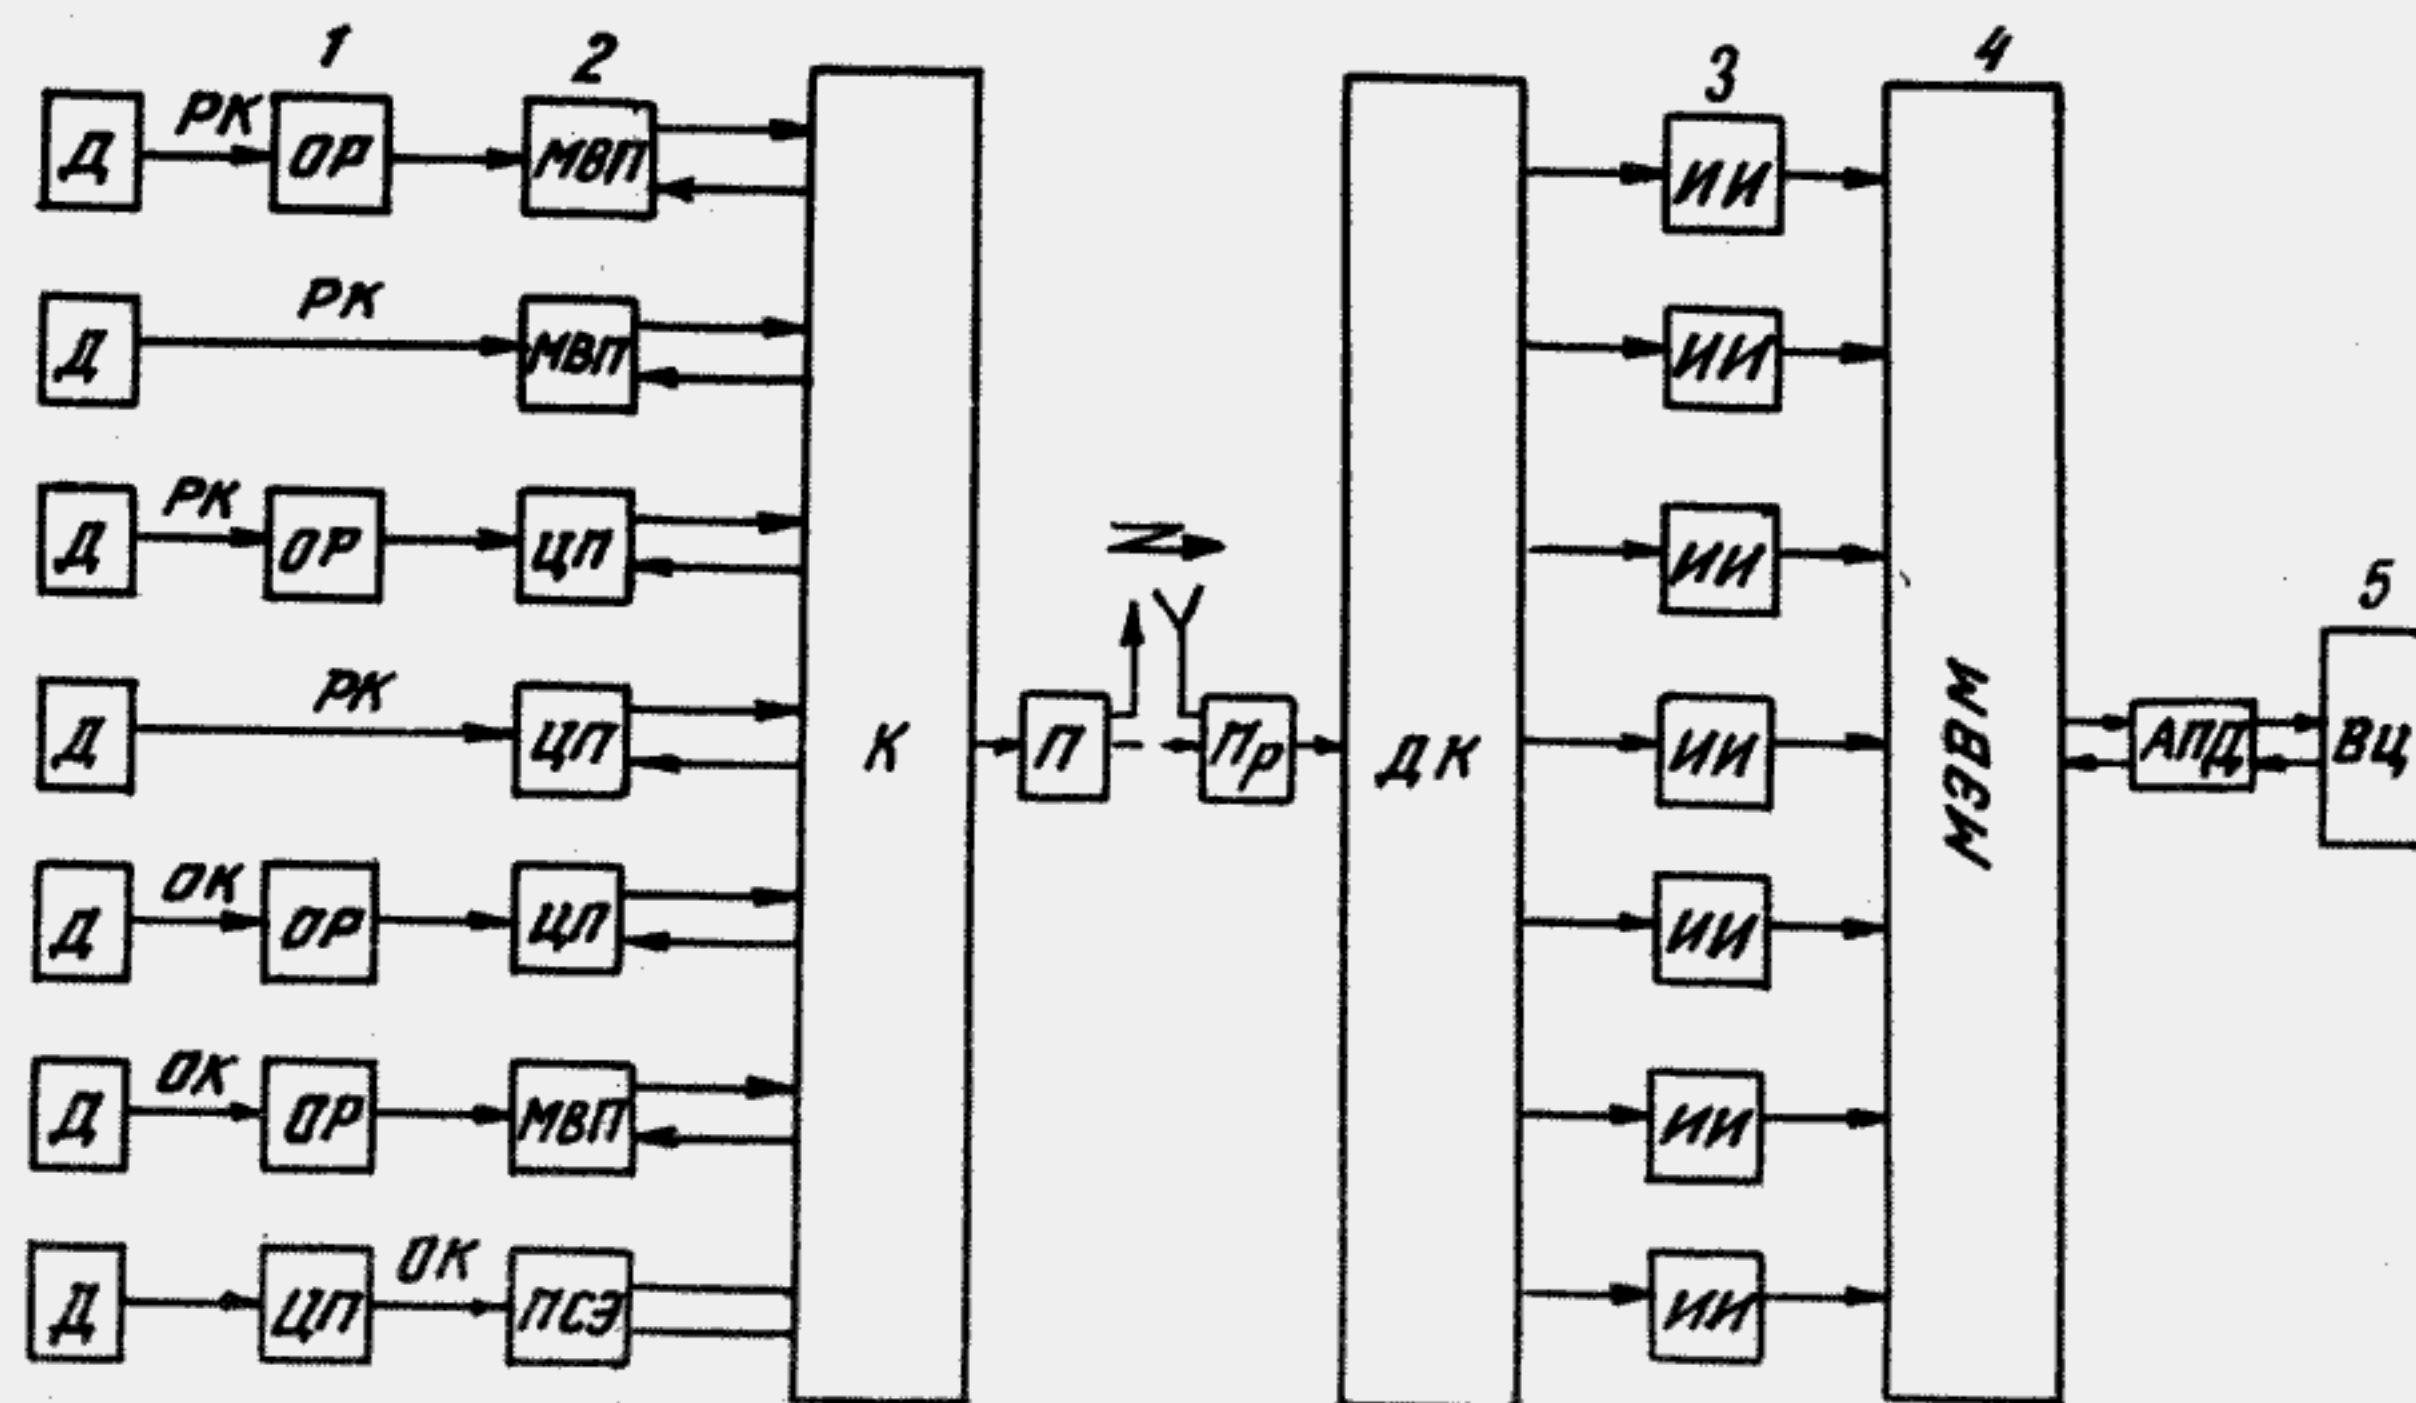 1 2 3 4
Д РК ОР МВП ИИ
Д РК МВП ИИ
Д РК ОР ЦП ИИ
5
Д РК ЦП К П Пр ДК ИИ МЭВМ АПД ВЦ
Д ОК ОР ЦП ИИ
Д ОК ОР МВП ИИ
Д ЦП ОК ПСЭ ИИ